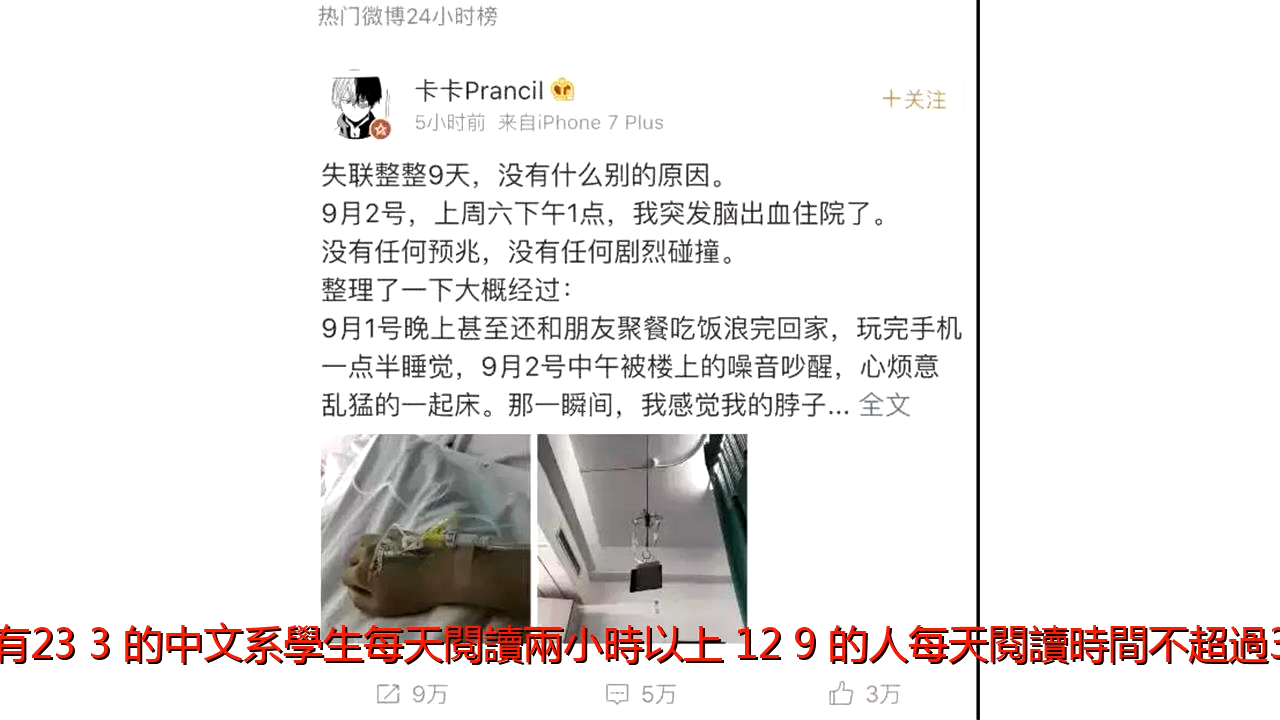 热门微博24小时榜
卡卡Prancil
+关注
5小时前 来自iPhone 7 Plus
失联整整9天，没有什么别的原因。
9月2号，上周六下午1点，我突发脑出血住院了。
没有任何预兆，没有任何剧烈碰撞。
整理了一下大概经过：
9月1号晚上甚至还和朋友聚餐吃饭浪完回家，玩完手机
一点半睡觉，9月2号中午被楼上的噪音吵醒，心烦意
乱猛的一起床。那一瞬间，我感觉我的脖子... 全文
有23 3 的中文系學生每天閱讀兩小時以上 12 9 的人每天閱讀時間不超過3
9万 5万 3万